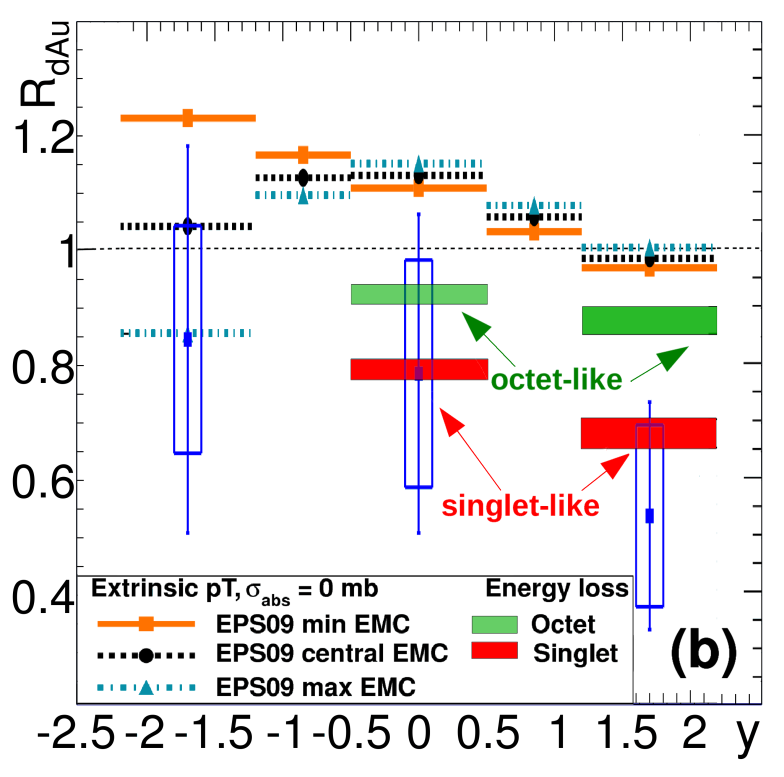 R_dAu
1.2
1
0.8
0.6
0.4
octet-like
singlet-like
Extrinsic pT, σ_abs = 0 mb
Energy loss
EPS09 min EMC
Octet
EPS09 central EMC
Singlet
EPS09 max EMC
(b)
-2.5 -2 -1.5 -1 -0.5 0 0.5 1 1.5 2 y